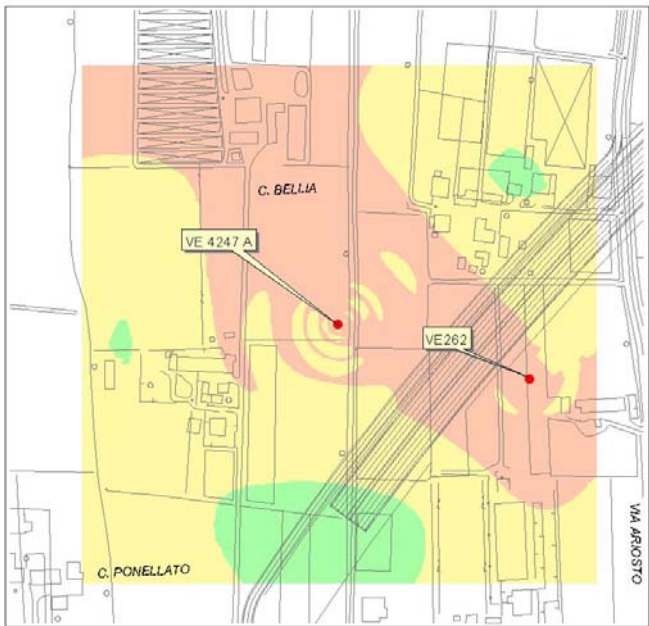 C. BELLIA
VE 4247 A
VE262
VIA ARIOSTO
C. PONELLATO